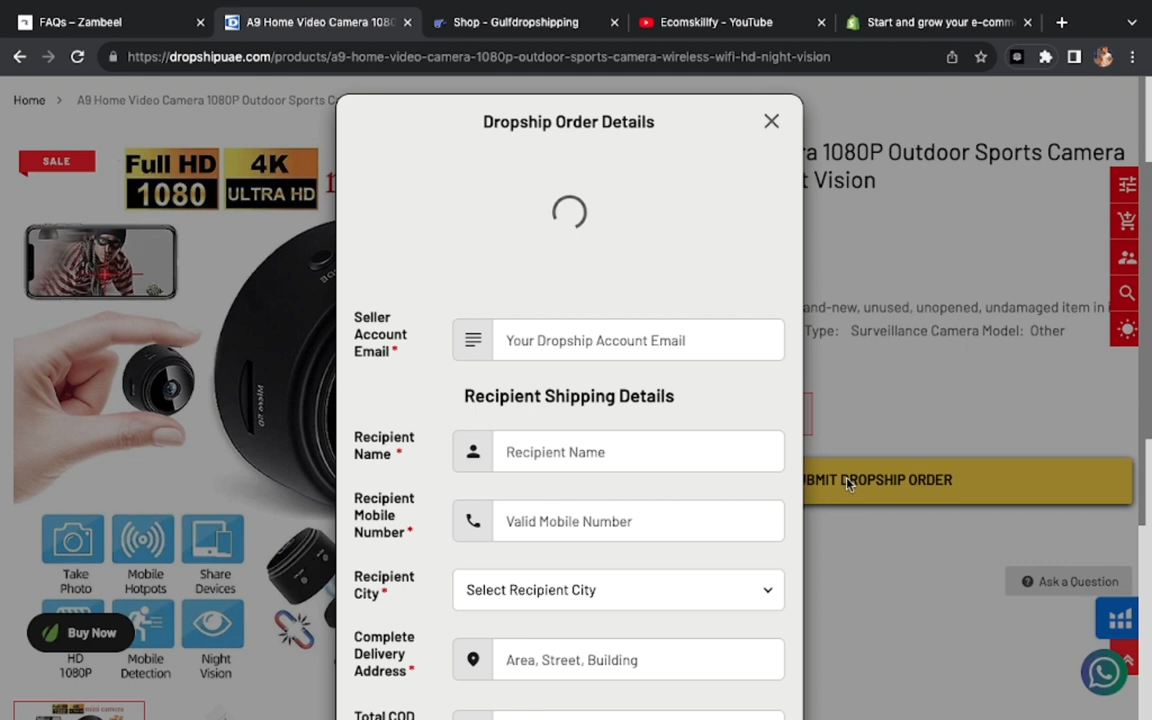 FAQs – Zambeel
A9 Home Video Camera 1080
Shop - Gulfdropshipping
Ecomskillfy - YouTube
Start and grow your e-comm
https://dropshipuae.com/products/a9-home-video-camera-1080p-outdoor-sports-camera-wireless-wifi-hd-night-vision
Home > A9 Home Video Camera 1080P Outdoor Sports C
Dropship Order Details
a 1080P Outdoor Sports Camera
t Vision
SALE
Full HD
1080
4K
ULTRA HD
and-new, unused, unopened, undamaged item in
Type: Surveillance Camera Model: Other
Seller
Account
Email*
Your Dropship Account Email
Recipient Shipping Details
Recipient
Name *
Recipient Name
UBMIT DROPSHIP ORDER
Recipient
Mobile
Number*
Valid Mobile Number
Recipient
City*
Select Recipient City
Ask a Question
Take
Photo
Mobile
Hotpots
Share
Devices
Buy Now
HD
1080P
Mobile
Detection
Night
Vision
Complete
Delivery
Address*
Area, Street, Building
Total COD
mini camera